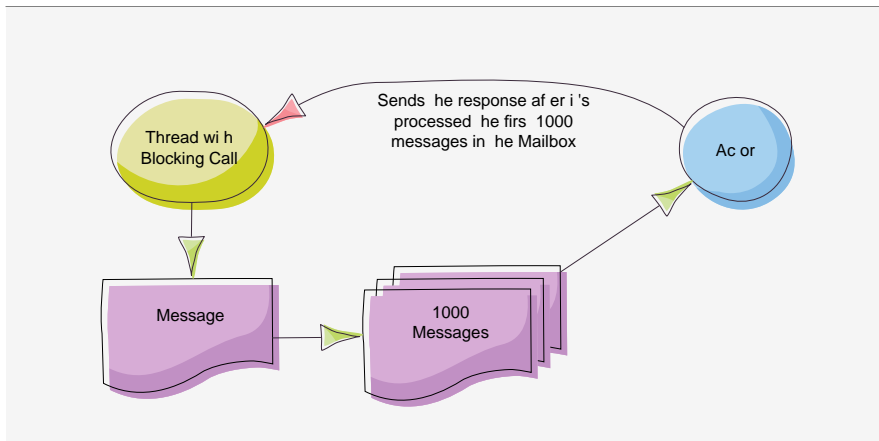 Sends he response af er i 's
processed he firs 1000
messages in he Mailbox
Thread wi h
Blocking Call
Ac or
Message
1000
Messages